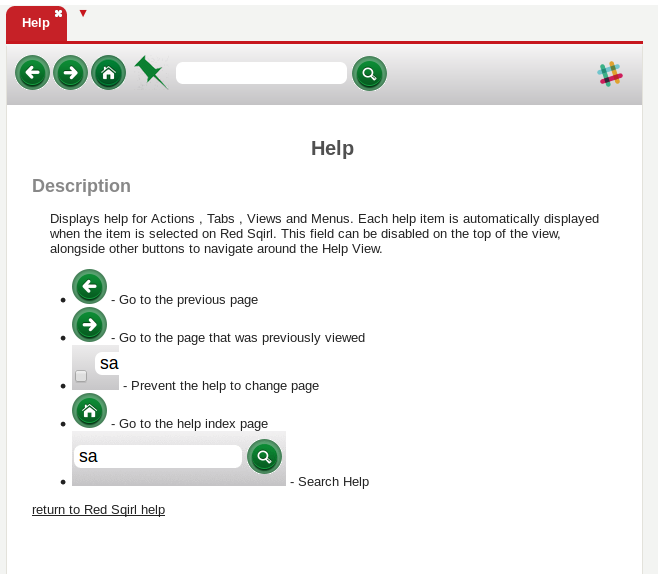 Help
Help
Description
Displays help for Actions , Tabs , Views and Menus. Each help item is automatically displayed
when the item is selected on Red Sqirl. This field can be disabled on the top of the view,
alongside other buttons to navigate around the Help View.
- Go to the previous page
- Go to the page that was previously viewed
sa
- Prevent the help to change page
- Go to the help index page
sa
- Search Help
return to Red Sqirl help